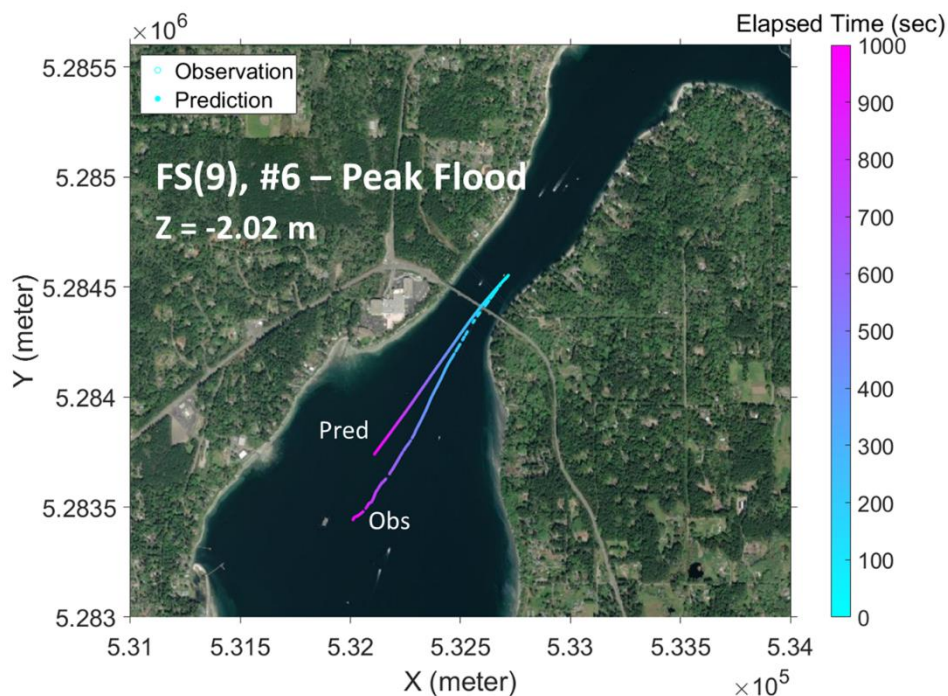 ×10⁶
Elapsed Time (sec)
5.2855
5.285
5.2845
5.284
5.2835
5.283
Y (meter)
Observation
Prediction
FS(9), #6 – Peak Flood
Z = -2.02 m
Pred
Obs
1000
900
800
700
600
500
400
300
200
100
0
5.31
5.315
5.32
5.325
5.33
5.335
5.34
X (meter)
×10⁵